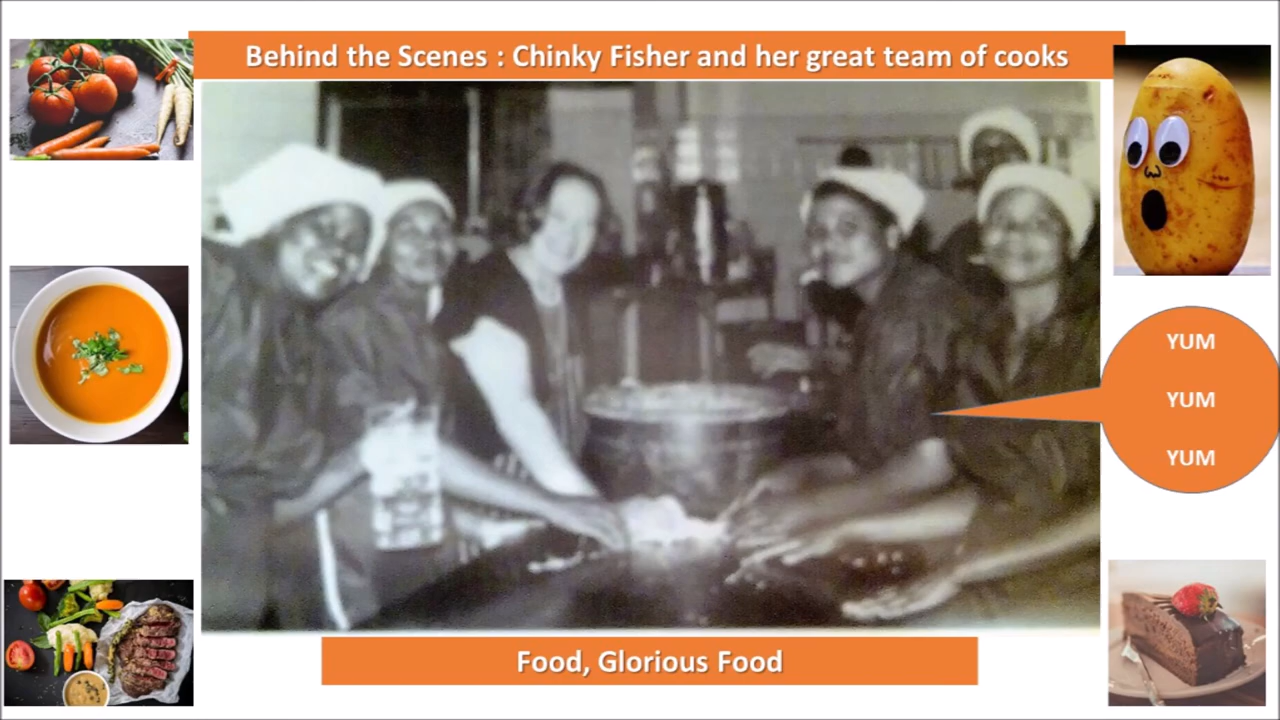 Behind the Scenes : Chinky Fisher and her great team of cooks
YUM
YUM
YUM
Food, Glorious Food